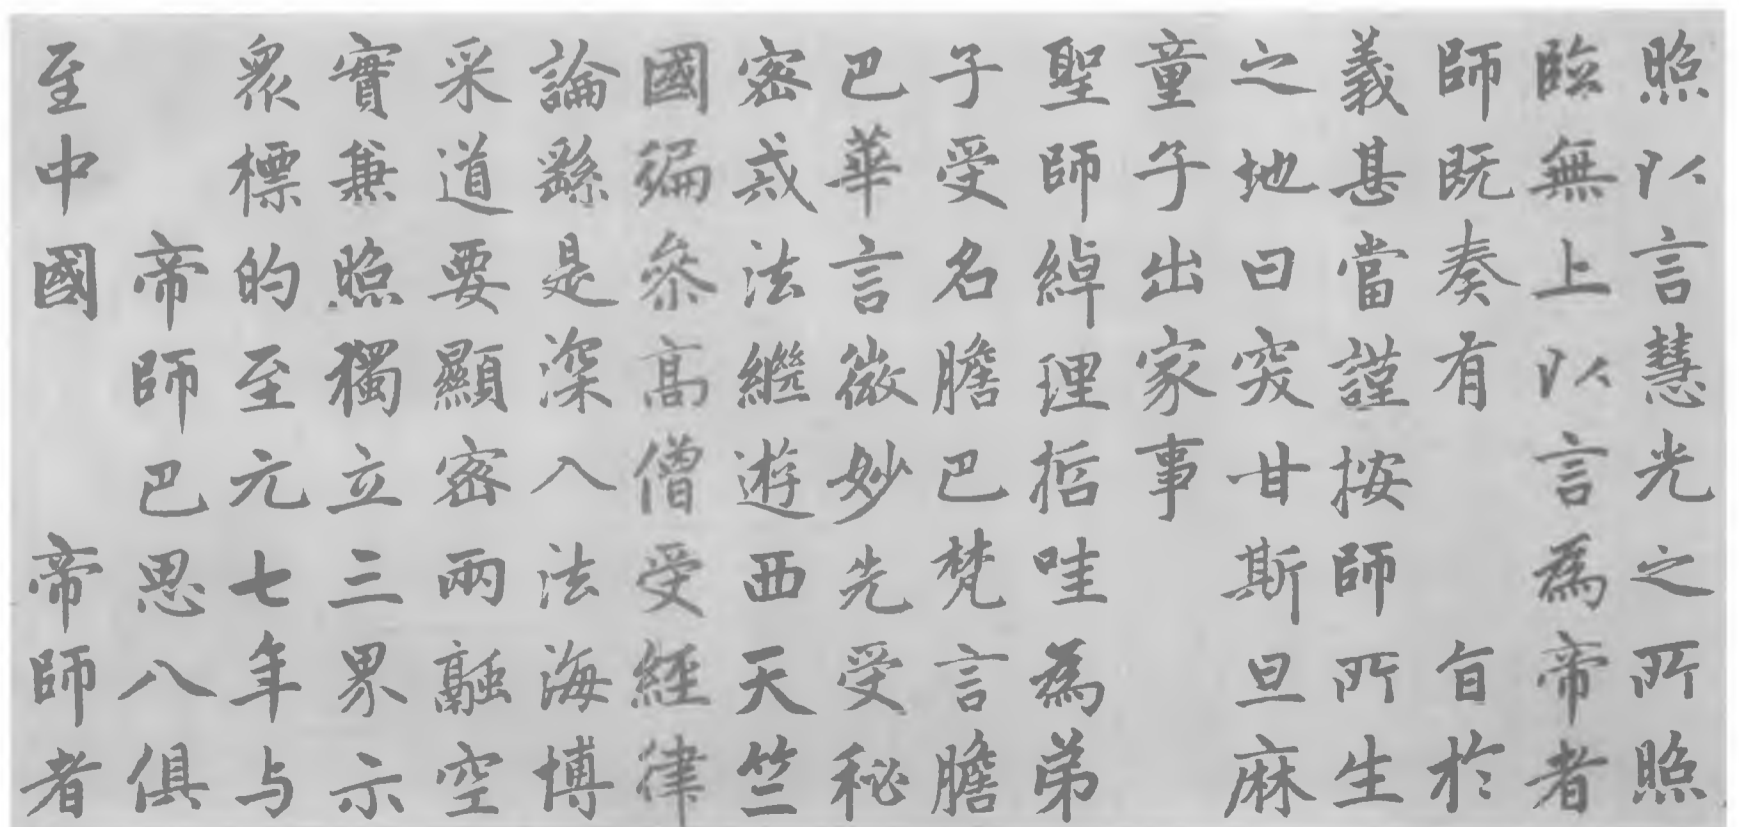 照以言慧光之所照
臨無上以言為帝者
師既奏有旨於
義甚當謹按師所生
之地曰突甘斯旦麻
童子出家事
聖師綽理哲哇為弟
子受名膽巴梵言膽
巴華言微妙先受秘
密戒法繼遊西天竺
國徧參高僧受經律
論繇是深入法海博
采道要顯密兩融空
實兼照獨立三界示
眾標的至元七年与
帝師巴思八俱
至中國帝師者